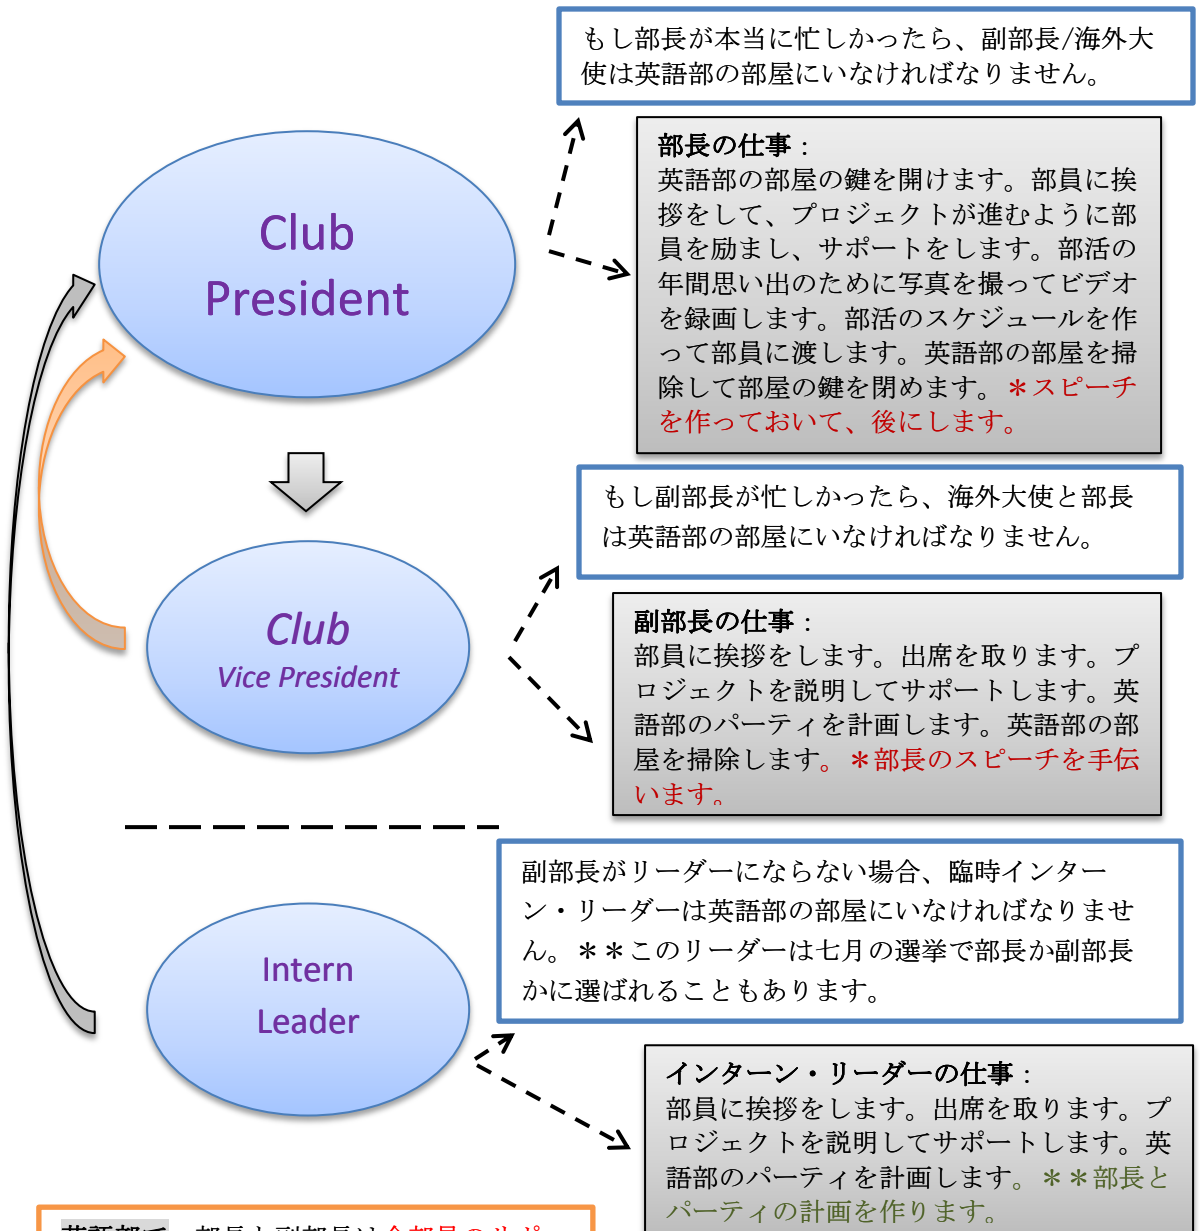 もし部長が本当に忙しかったら、副部長/海外大
使は英語部の部屋にいなければなりません。
Club
President
部長の仕事：
英語部の部屋の鍵を開けます。部員に挨
拶をして、プロジェクトが進むように部
員を励まし、サポートをします。部活の
年間思い出のために写真を撮ってビデオ
を録画します。部活のスケジュールを作
って部員に渡します。英語部の部屋を掃
除して部屋の鍵を閉めます。＊スピーチ
を作っておいて、後にします。
もし副部長が忙しかったら、海外大使と部長
は英語部の部屋にいなければなりません。
Club
Vice President
副部長の仕事：
部員に挨拶をします。出席を取ります。プ
ロジェクトを説明してサポートします。英
語部のパーティを計画します。英語部の部
屋を掃除します。＊部長のスピーチを手伝
います。
副部長がリーダーにならない場合、臨時インター
ン・リーダーは英語部の部屋にいなければなりませ
ん。＊＊このリーダーは七月の選挙で部長か副部長
かに選ばれることもあります。
Intern
Leader
インターン・リーダーの仕事：
部員に挨拶をします。出席を取ります。プ
ロジェクトを説明してサポートします。英
語部のパーティを計画します。＊＊部長と
パーティの計画を作ります。
英語部で、部長と副部長は全部員のサポ